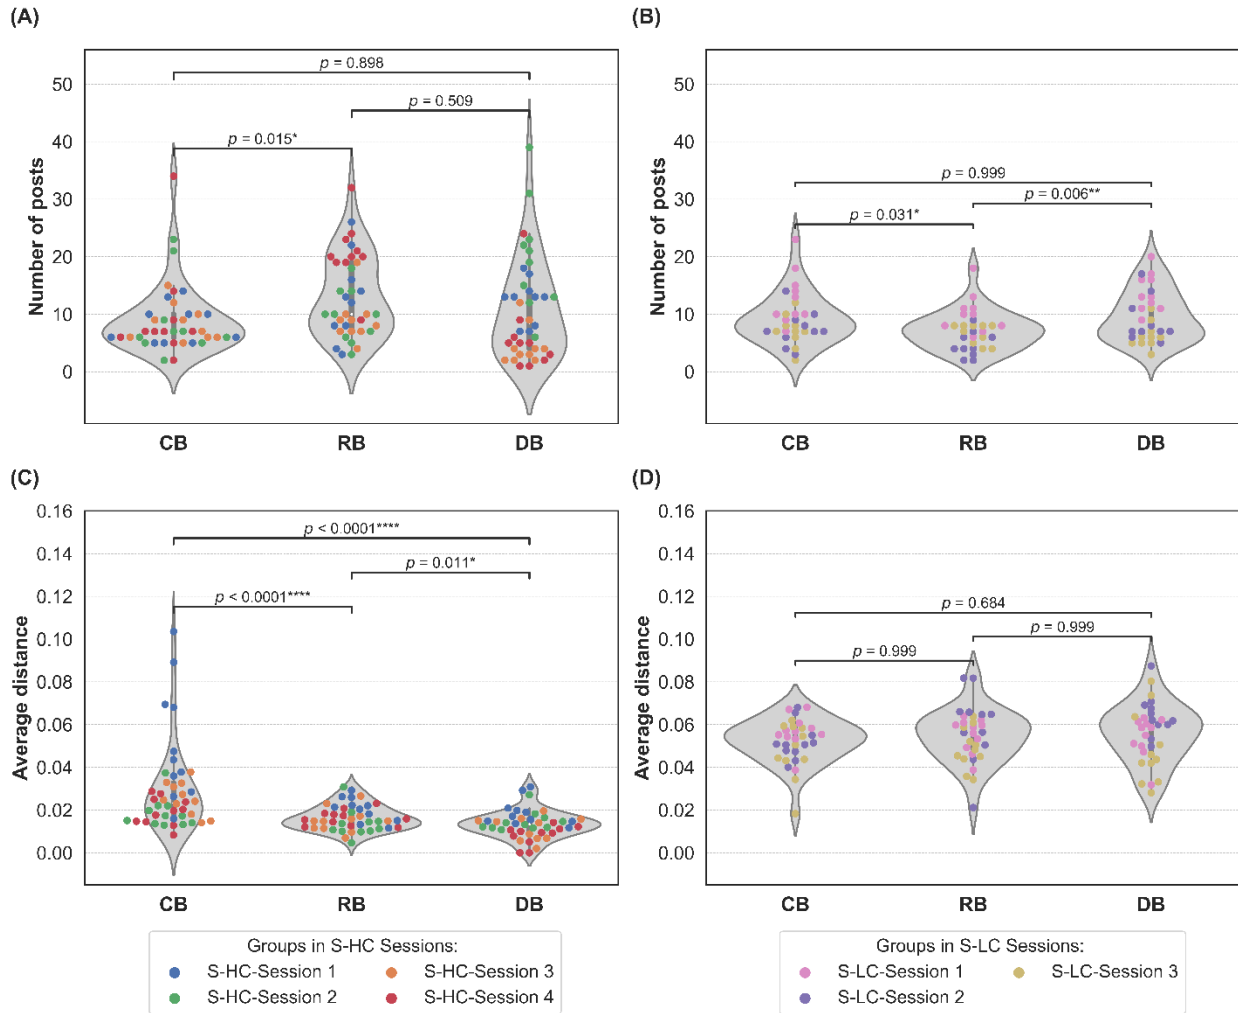 (A)
Number of posts
50
40
30
20
10
0
p = 0.898
p = 0.509
p = 0.015*
CB RB DB
(B)
Number of posts
50
40
30
20
10
0
p = 0.999
p = 0.006**
p = 0.031*
CB RB DB
(C)
Average distance
0.16
0.14
0.12
0.10
0.08
0.06
0.04
0.02
0.00
p < 0.0001****
p = 0.011*
p < 0.0001****
CB RB DB
(D)
Average distance
0.16
0.14
0.12
0.10
0.08
0.06
0.04
0.02
0.00
p = 0.684
p = 0.999
p = 0.999
CB RB DB
Groups in S-HC Sessions:
S-HC-Session 1 S-HC-Session 3
S-HC-Session 2 S-HC-Session 4
Groups in S-LC Sessions:
S-LC-Session 1 S-LC-Session 3
S-LC-Session 2